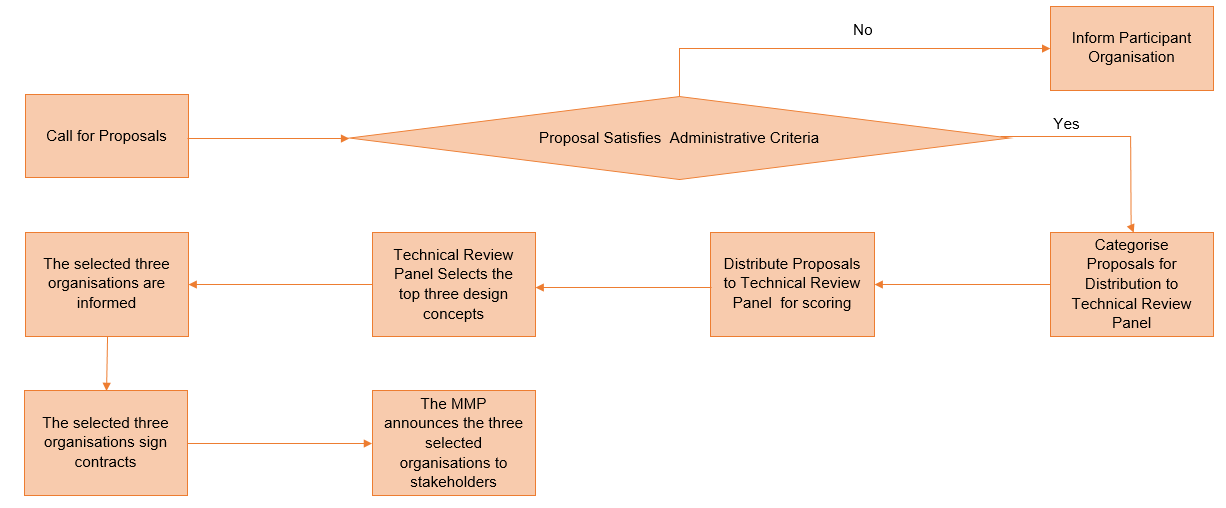 No
Inform Participant
Organisation
Call for Proposals
Proposal Satisfies  Administrative Criteria
Yes
Categorise
Proposals for
Distribution to
Technical Review
Panel
Distribute Proposals
to Technical Review
Panel  for scoring
Technical Review
Panel Selects the
top three design
concepts
The selected three
organisations are
informed
The selected three
organisations sign
contracts
The MMP
announces the three
selected
organisations to
stakeholders